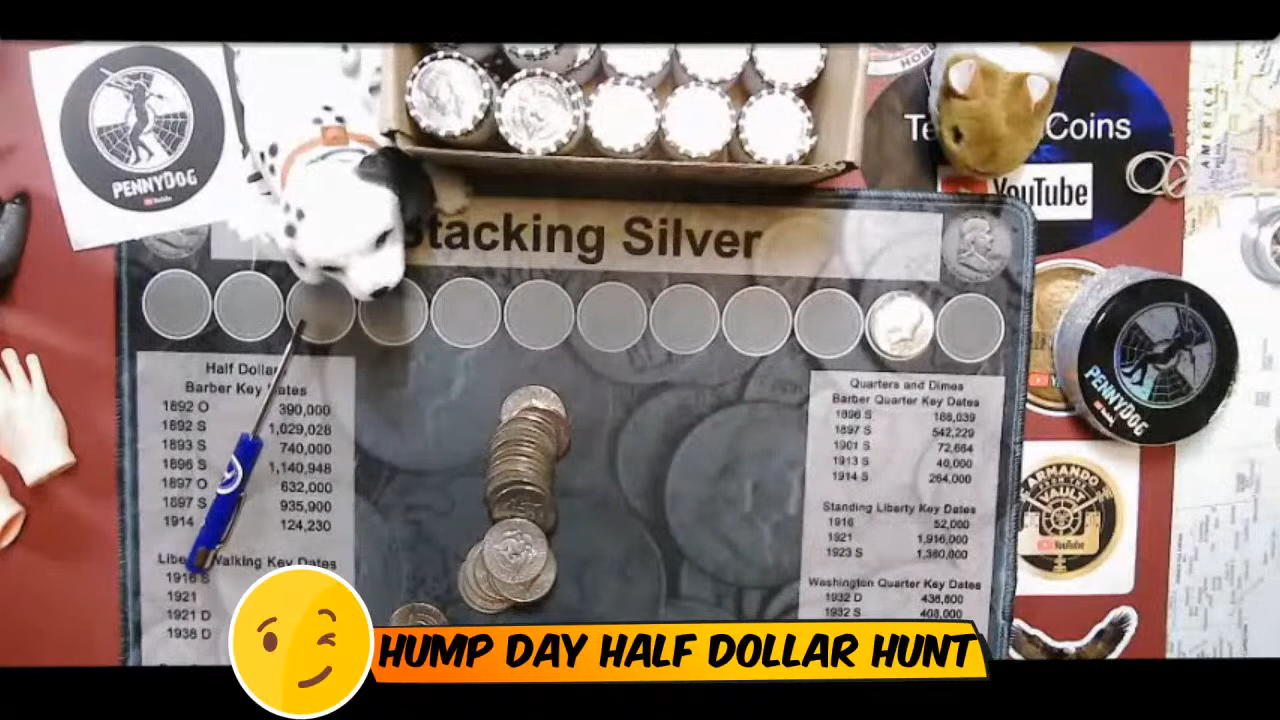 PENNYDOG
YouTube
Coins
YouTube
Stacking Silver
AMERICA
Half Dollar
Barber Key Dates
1892 O 390,000
1892 S 1,029,028
1893 S 740,000
1896 S 1,140,948
1897 O 632,000
1897 S 935,900
1914 124,230
Liberty Walking Key Dates
1916 S
1921
1921 D
1938 D
Quarters and Dimes
Barber Quarter Key Dates
1896 S 188,039
1897 S 542,229
1901 S 72,664
1913 S 40,000
1914 S 264,000
Standing Liberty Key Dates
1916 52,000
1921 1,916,000
1923 S 1,360,000
Washington Quarter Key Dates
1932 D 436,800
1932 S 408,000
PENNYDOG
ARMANDO
VAULT
YouTube
HUMP DAY HALF DOLLAR HUNT